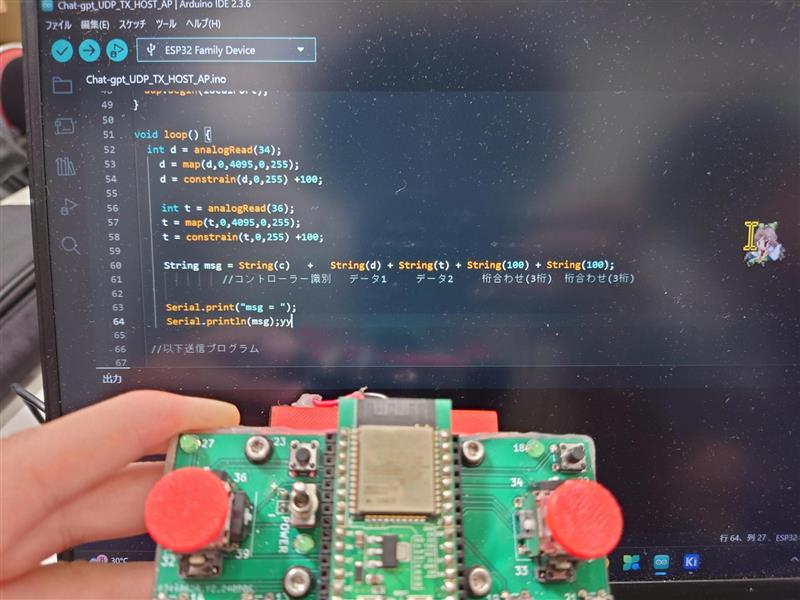 Chat-gpt_UDP_TX_HOST_AP | Arduino IDE 2.3.6
ファイル 編集(E) スケッチ ツール ヘルプ(H)
ESP32 Family Device
Chat-gpt_UDP_TX_HOST_AP.ino
49 }
50
51 void loop() {
52 int d = analogRead(34);
53 d = map(d,0,4095,0,255);
54 d = constrain(d,0,255) +100;
55
56 int t = analogRead(36);
57 t = map(t,0,4095,0,255);
58 t = constrain(t,0,255) +100;
59
60 String msg = String(c) + String(d) + String(t) + String(100) + String(100);
61 //コントローラー識別 データ1 データ2 桁合わせ(3桁) 桁合わせ(3桁)
62
63 Serial.print("msg = ");
64 Serial.println(msg);yy
65
66 //以下送信プログラム
67
出力
行 64、列 27
30°C
Ki
27
23
18
36
34
POWER
32
39
33